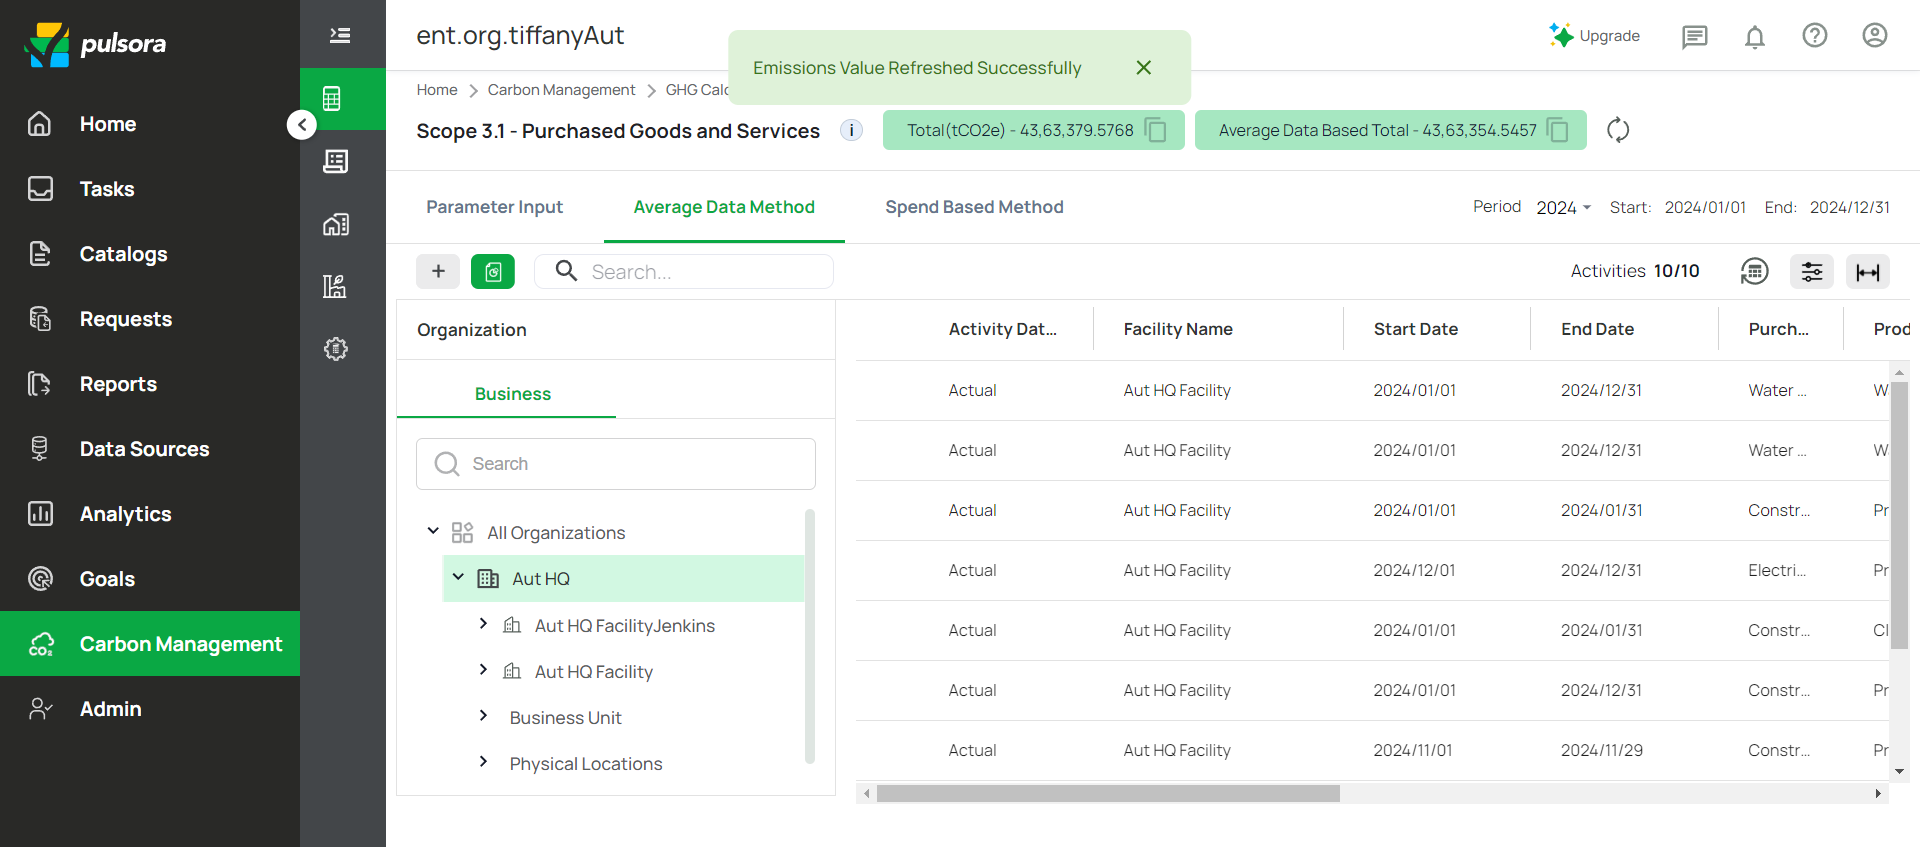 pulsora
Home
Tasks
Catalogs
Requests
Reports
Data Sources
Analytics
Goals
Carbon Management
Admin
ent.org.tiffanyAut
Upgrade
Emissions Value Refreshed Successfully
Home > Carbon Management > GHG Calc
Scope 3.1 - Purchased Goods and Services
Total(tCO2e) - 43,63,379.5768
Average Data Based Total - 43,63,354.5457
Parameter Input
Average Data Method
Spend Based Method
Period 2024 Start: 2024/01/01 End: 2024/12/31
Search...
Activities 10/10
Organization
Business
Search
All Organizations
Aut HQ
Aut HQ FacilityJenkins
Aut HQ Facility
Business Unit
Physical Locations
Activity Dat... Facility Name Start Date End Date Purch... Prod
Actual Aut HQ Facility 2024/01/01 2024/12/31 Water ... W
Actual Aut HQ Facility 2024/01/01 2024/12/31 Water ... W
Actual Aut HQ Facility 2024/01/01 2024/01/31 Constr... Pr
Actual Aut HQ Facility 2024/12/01 2024/12/31 Electri... Pr
Actual Aut HQ Facility 2024/01/01 2024/01/31 Constr... Cl
Actual Aut HQ Facility 2024/01/01 2024/12/31 Constr... Pr
Actual Aut HQ Facility 2024/11/01 2024/11/29 Constr... Pr